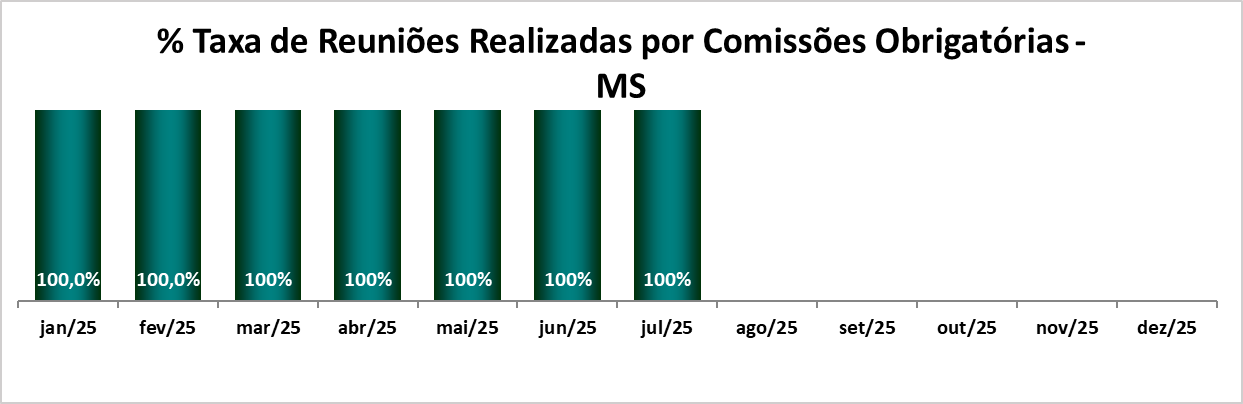 % Taxa de Reuniões Realizadas por Comissões Obrigatórias -
MS
100,0% 100,0% 100% 100% 100% 100% 100%
jan/25 fev/25 mar/25 abr/25 mai/25 jun/25 jul/25 ago/25 set/25 out/25 nov/25 dez/25